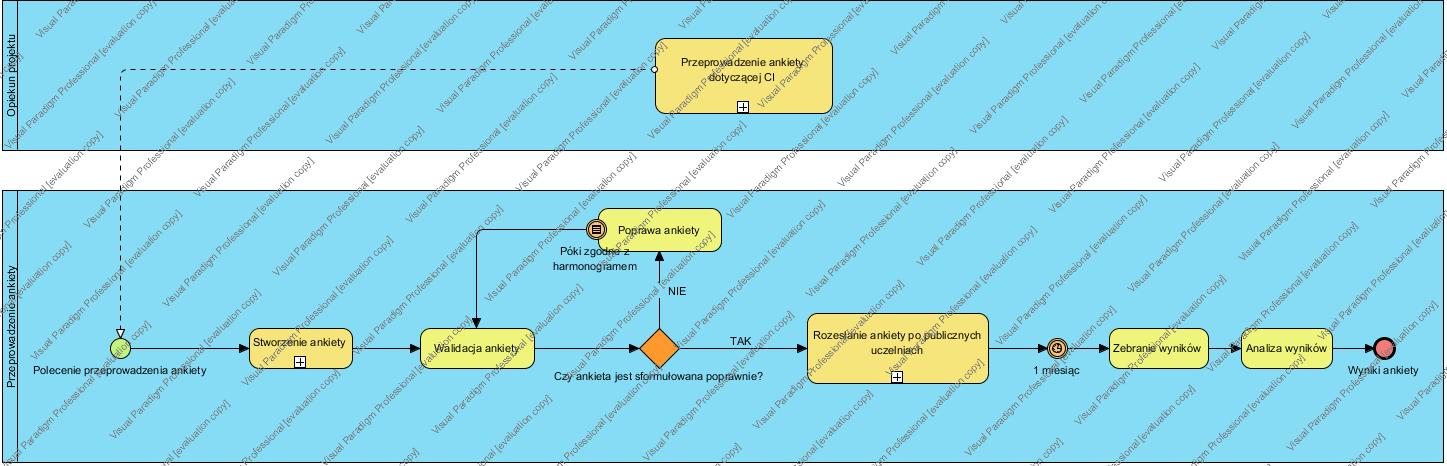 Opiekun projektu
Przeprowadzenie ankiety
dotyczącej CI
Przeprowadzenie ankiety
Poprawa ankiety
Póki zgodne z
harmonogramem
NIE
Polecenie przeprowadzenia ankiety
Stworzenie ankiety
Walidacja ankiety
Czy ankieta jest sformułowana poprawnie?
TAK
Rozesłanie ankiety po publicznych
uczelniach
1 miesiąc
Zebranie wyników
Analiza wyników
Wyniki ankiety
Visual Paradigm Professional [evaluation copy]